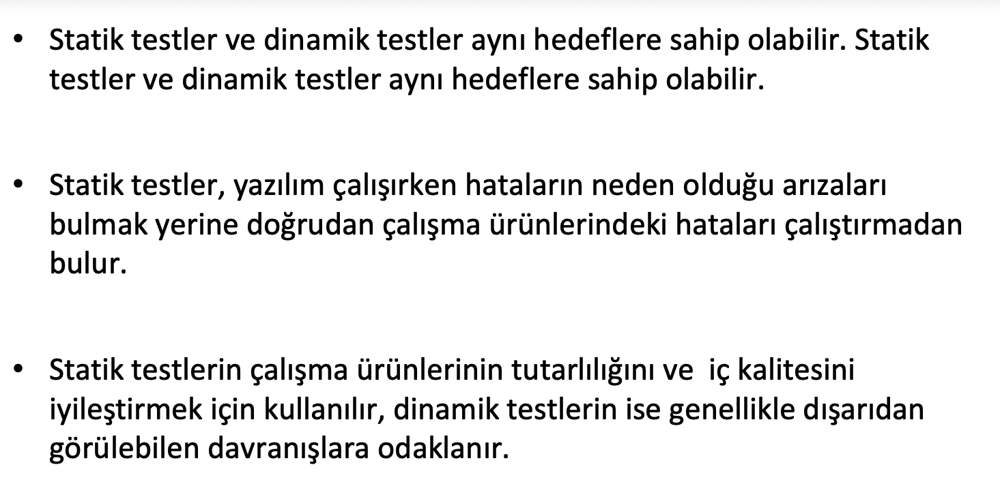 • Statik testler ve dinamik testler aynı hedeflere sahip olabilir. Statik
testler ve dinamik testler aynı hedeflere sahip olabilir.
• Statik testler, yazılım çalışırken hataların neden olduğu arızaları
bulmak yerine doğrudan çalışma ürünlerindeki hataları çalıştırmadan
bulur.
• Statik testlerin çalışma ürünlerinin tutarlılığını ve  iç kalitesini
iyileştirmek için kullanılır, dinamik testlerin ise genellikle dışarıdan
görülebilen davranışlara odaklanır.